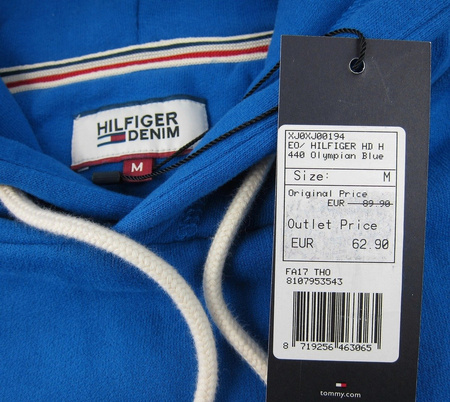 HILFIGER
DENIM
M
XJ0XJ00194
EO/ HILFIGER HD H
440 Olympian Blue
Size: M
Original Price
EUR 89.90
Outlet Price
EUR 62.90
FA17 THO
8107953543
8 719256 463065
tommy.com